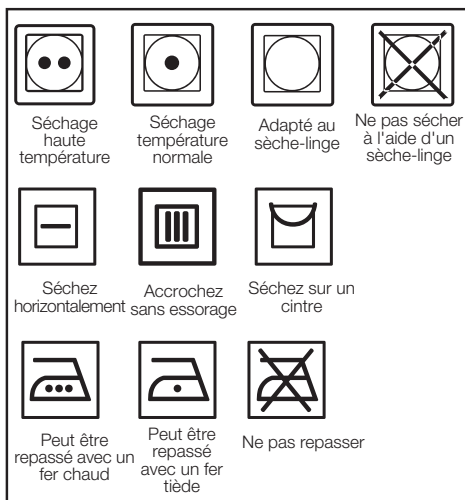 Séchage
haute
température
Séchage
température
normale
Adapté au
sèche-linge
Ne pas sécher
à l'aide d'un
sèche-linge
Séchez
horizontalement
Accrochez
sans essorage
Séchez sur un
cintre
Peut être
repassé avec un
fer chaud
Peut être
repassé
avec un fer
tiède
Ne pas repasser